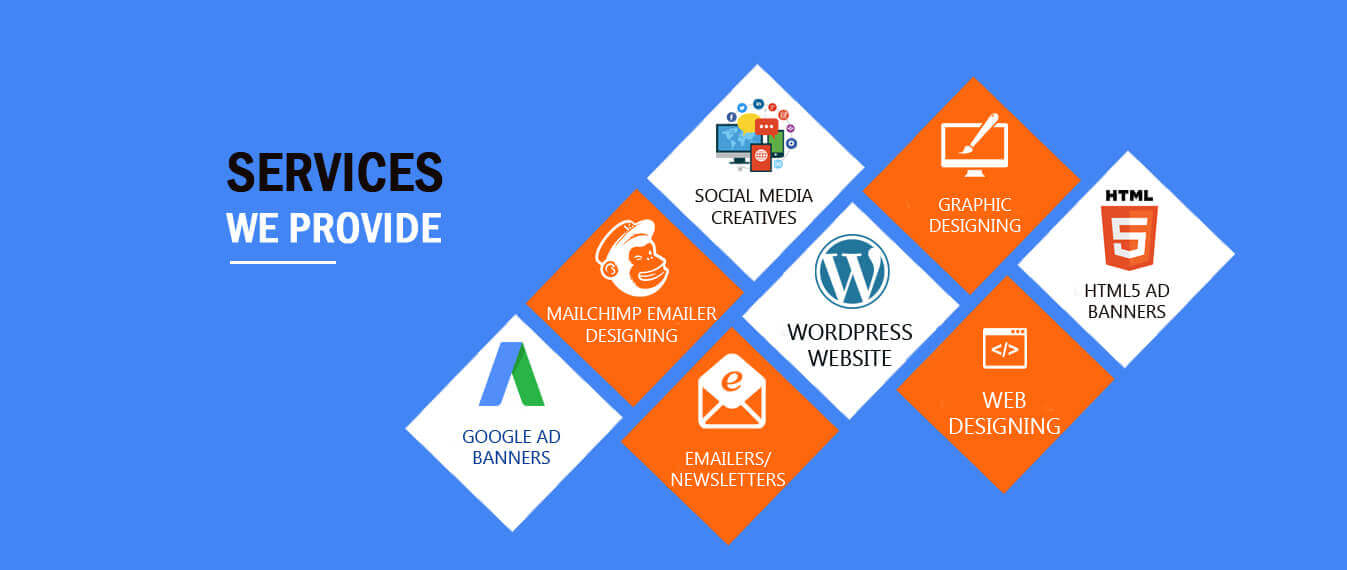 SERVICES
WE PROVIDE
SOCIAL MEDIA
CREATIVES
GRAPHIC
DESIGNING
HTML
5
HTML5 AD
BANNERS
MAILCHIMP EMAILER
DESIGNING
W
WORDPRESS
WEBSITE
</>
WEB
DESIGNING
GOOGLE AD
BANNERS
e
EMAILERS/
NEWSLETTERS